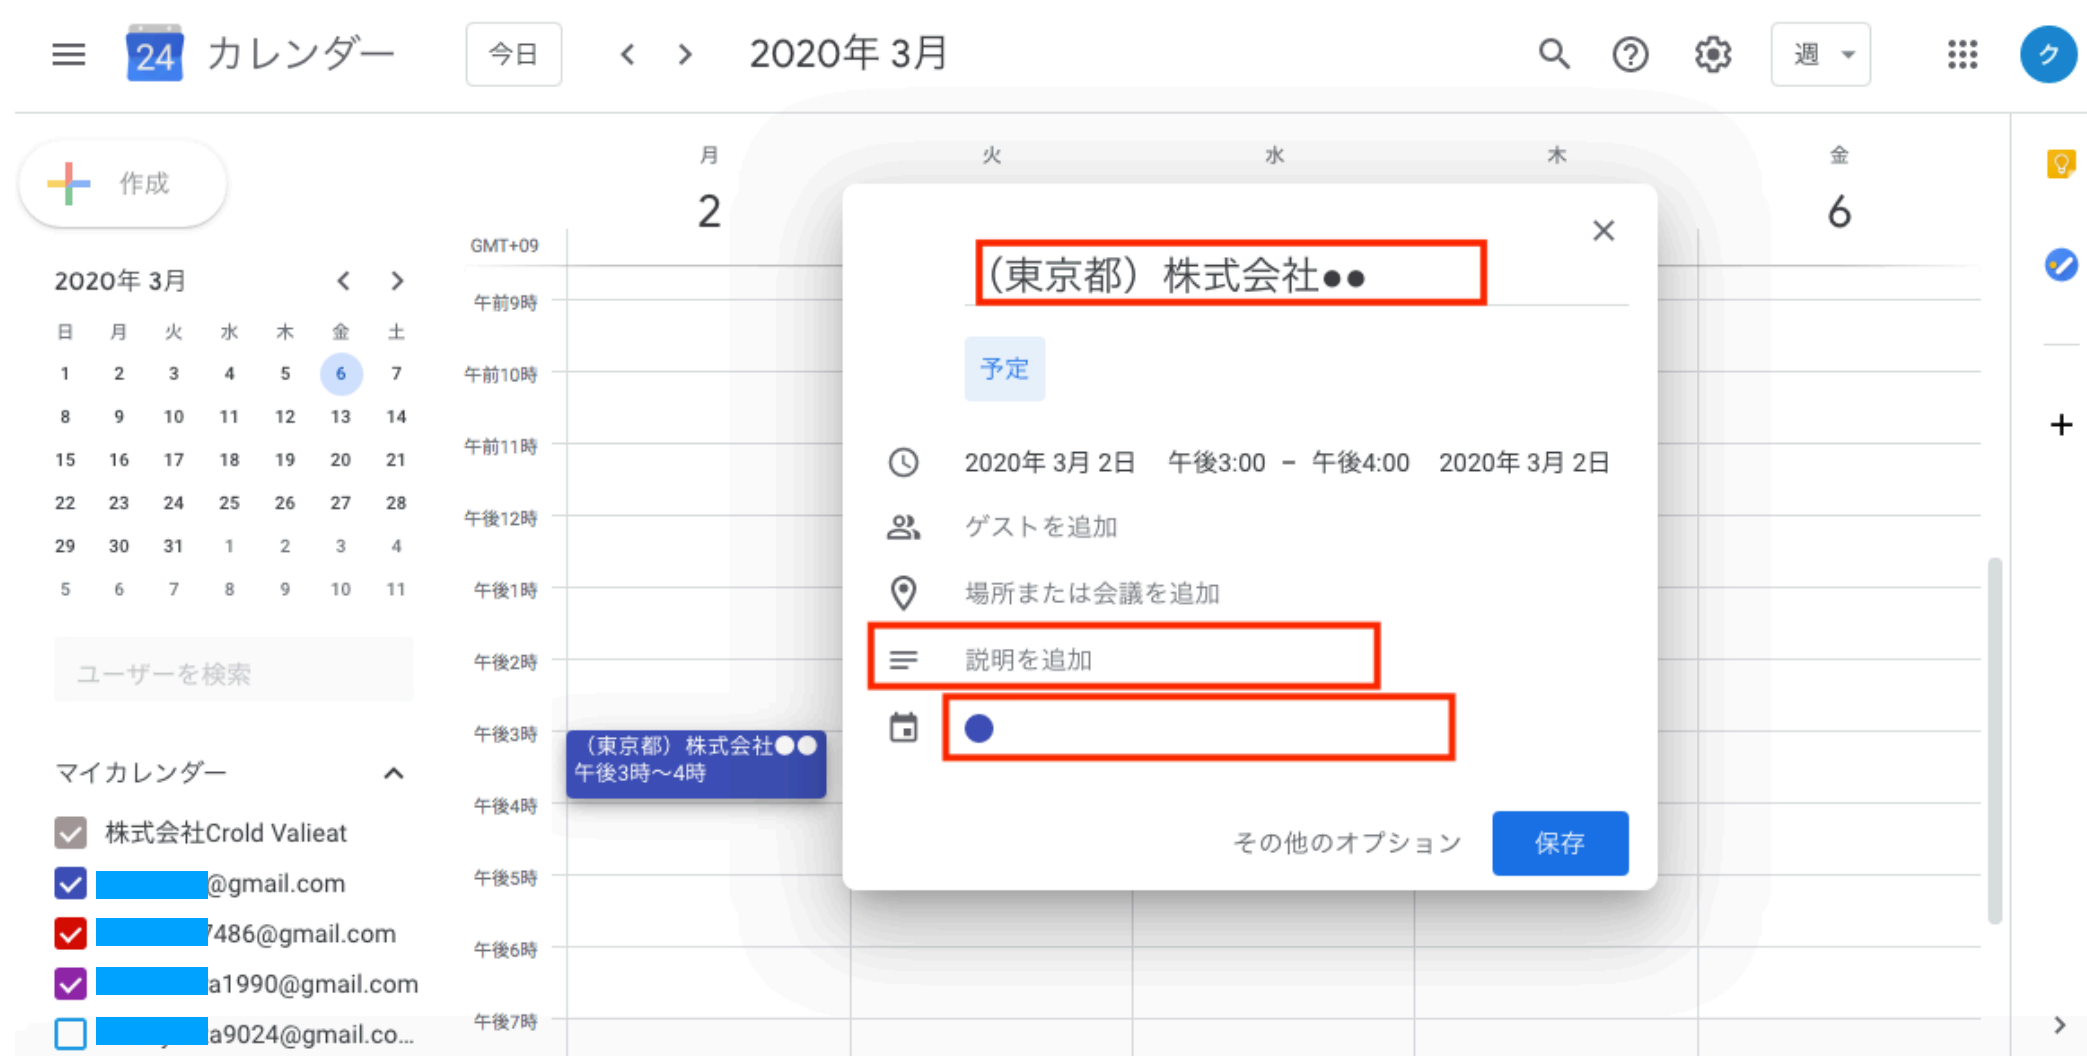 24 カレンダー 今日 2020年 3月 週 ク
作成
2020年 3月
日 月 火 水 木 金 土
1 2 3 4 5 6 7
8 9 10 11 12 13 14
15 16 17 18 19 20 21
22 23 24 25 26 27 28
29 30 31 1 2 3 4
5 6 7 8 9 10 11
ユーザーを検索
マイカレンダー
株式会社Crold Valieat
@gmail.com
7486@gmail.com
a1990@gmail.com
a9024@gmail.co...
月 火 水 木 金
2 6
GMT+09
午前9時
午前10時
午前11時
午後12時
午後1時
午後2時
午後3時
午後4時
午後5時
午後6時
午後7時
（東京都）株式会社●●
午後3時～4時
（東京都）株式会社●●
予定
2020年 3月 2日 午後3:00 – 午後4:00 2020年 3月 2日
ゲストを追加
場所または会議を追加
説明を追加
その他のオプション 保存